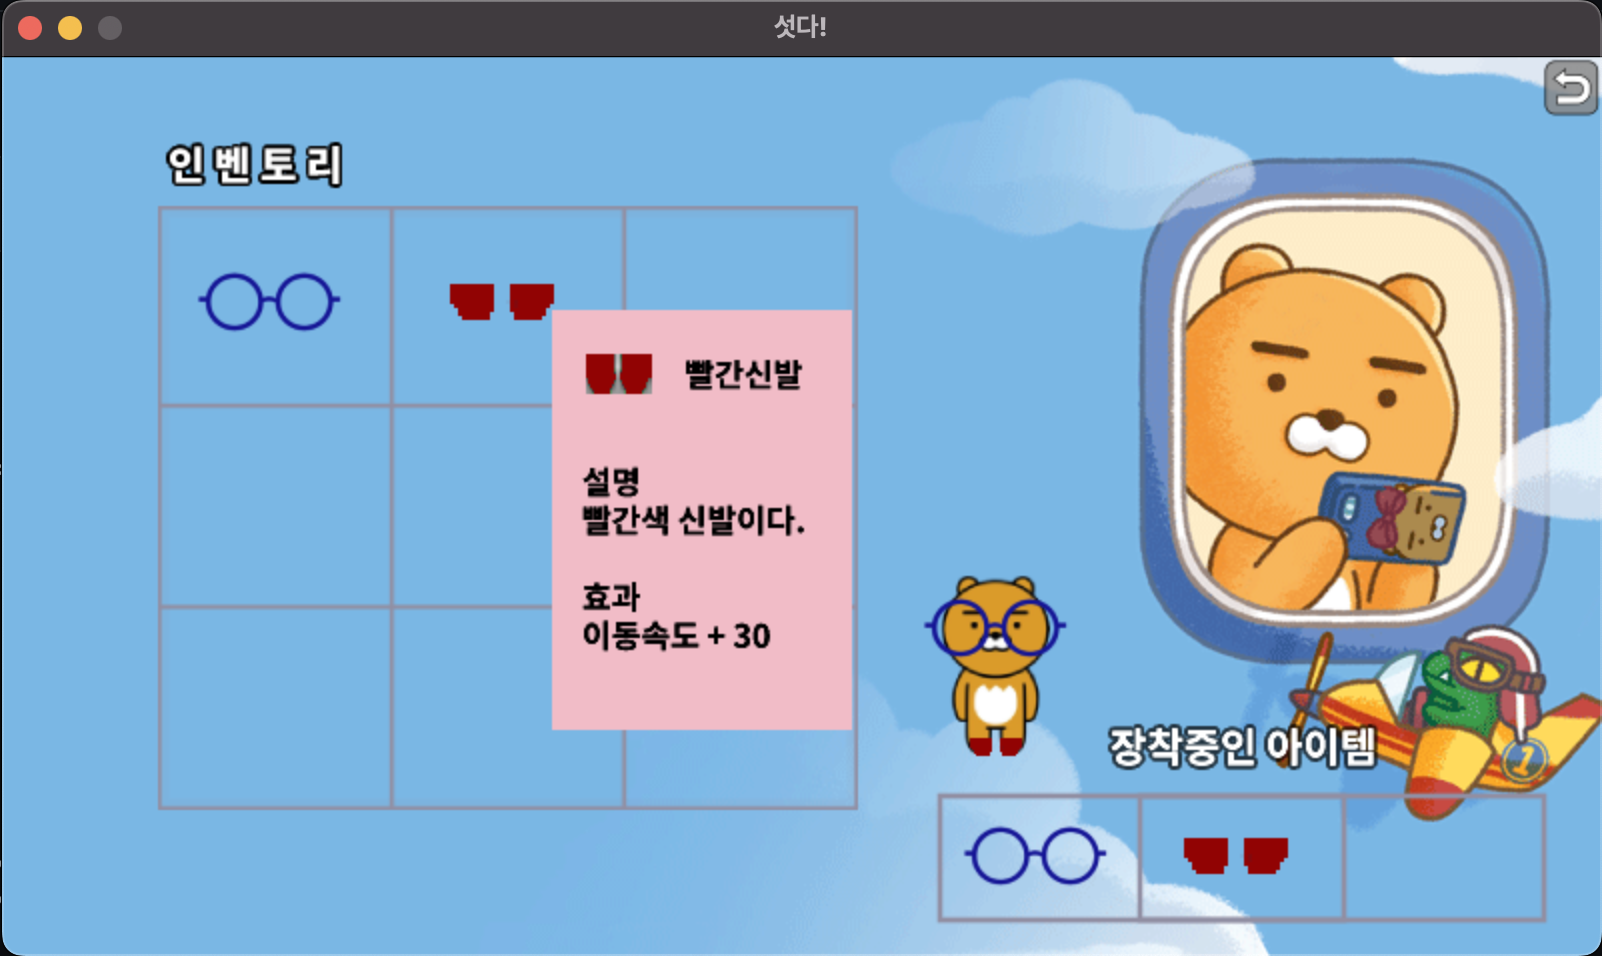 섯다!
인벤토리
빨간신발
설명
빨간색 신발이다.
효과
이동속도 + 30
장착중인 아이템
1